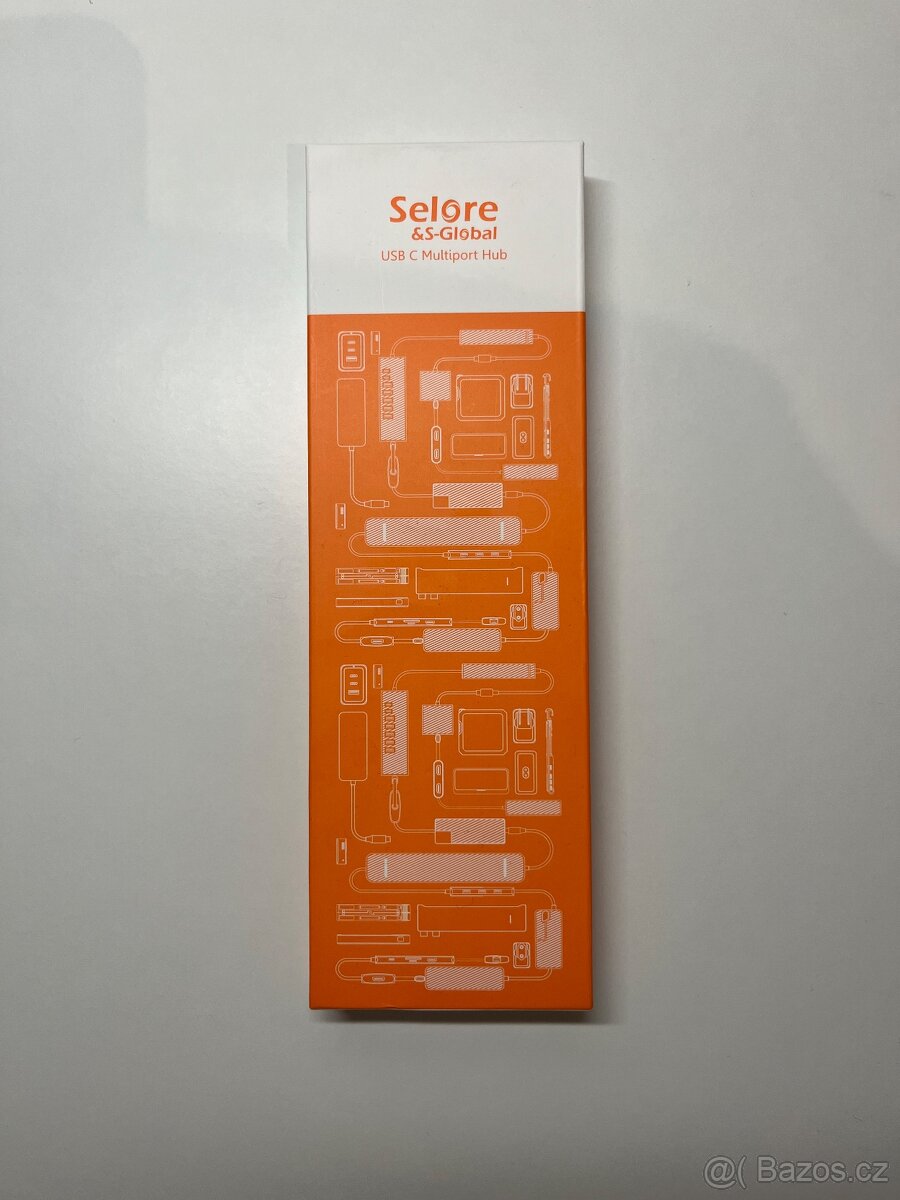 Selore
&S-Global
USB C Multiport Hub
@( Bazos.cz